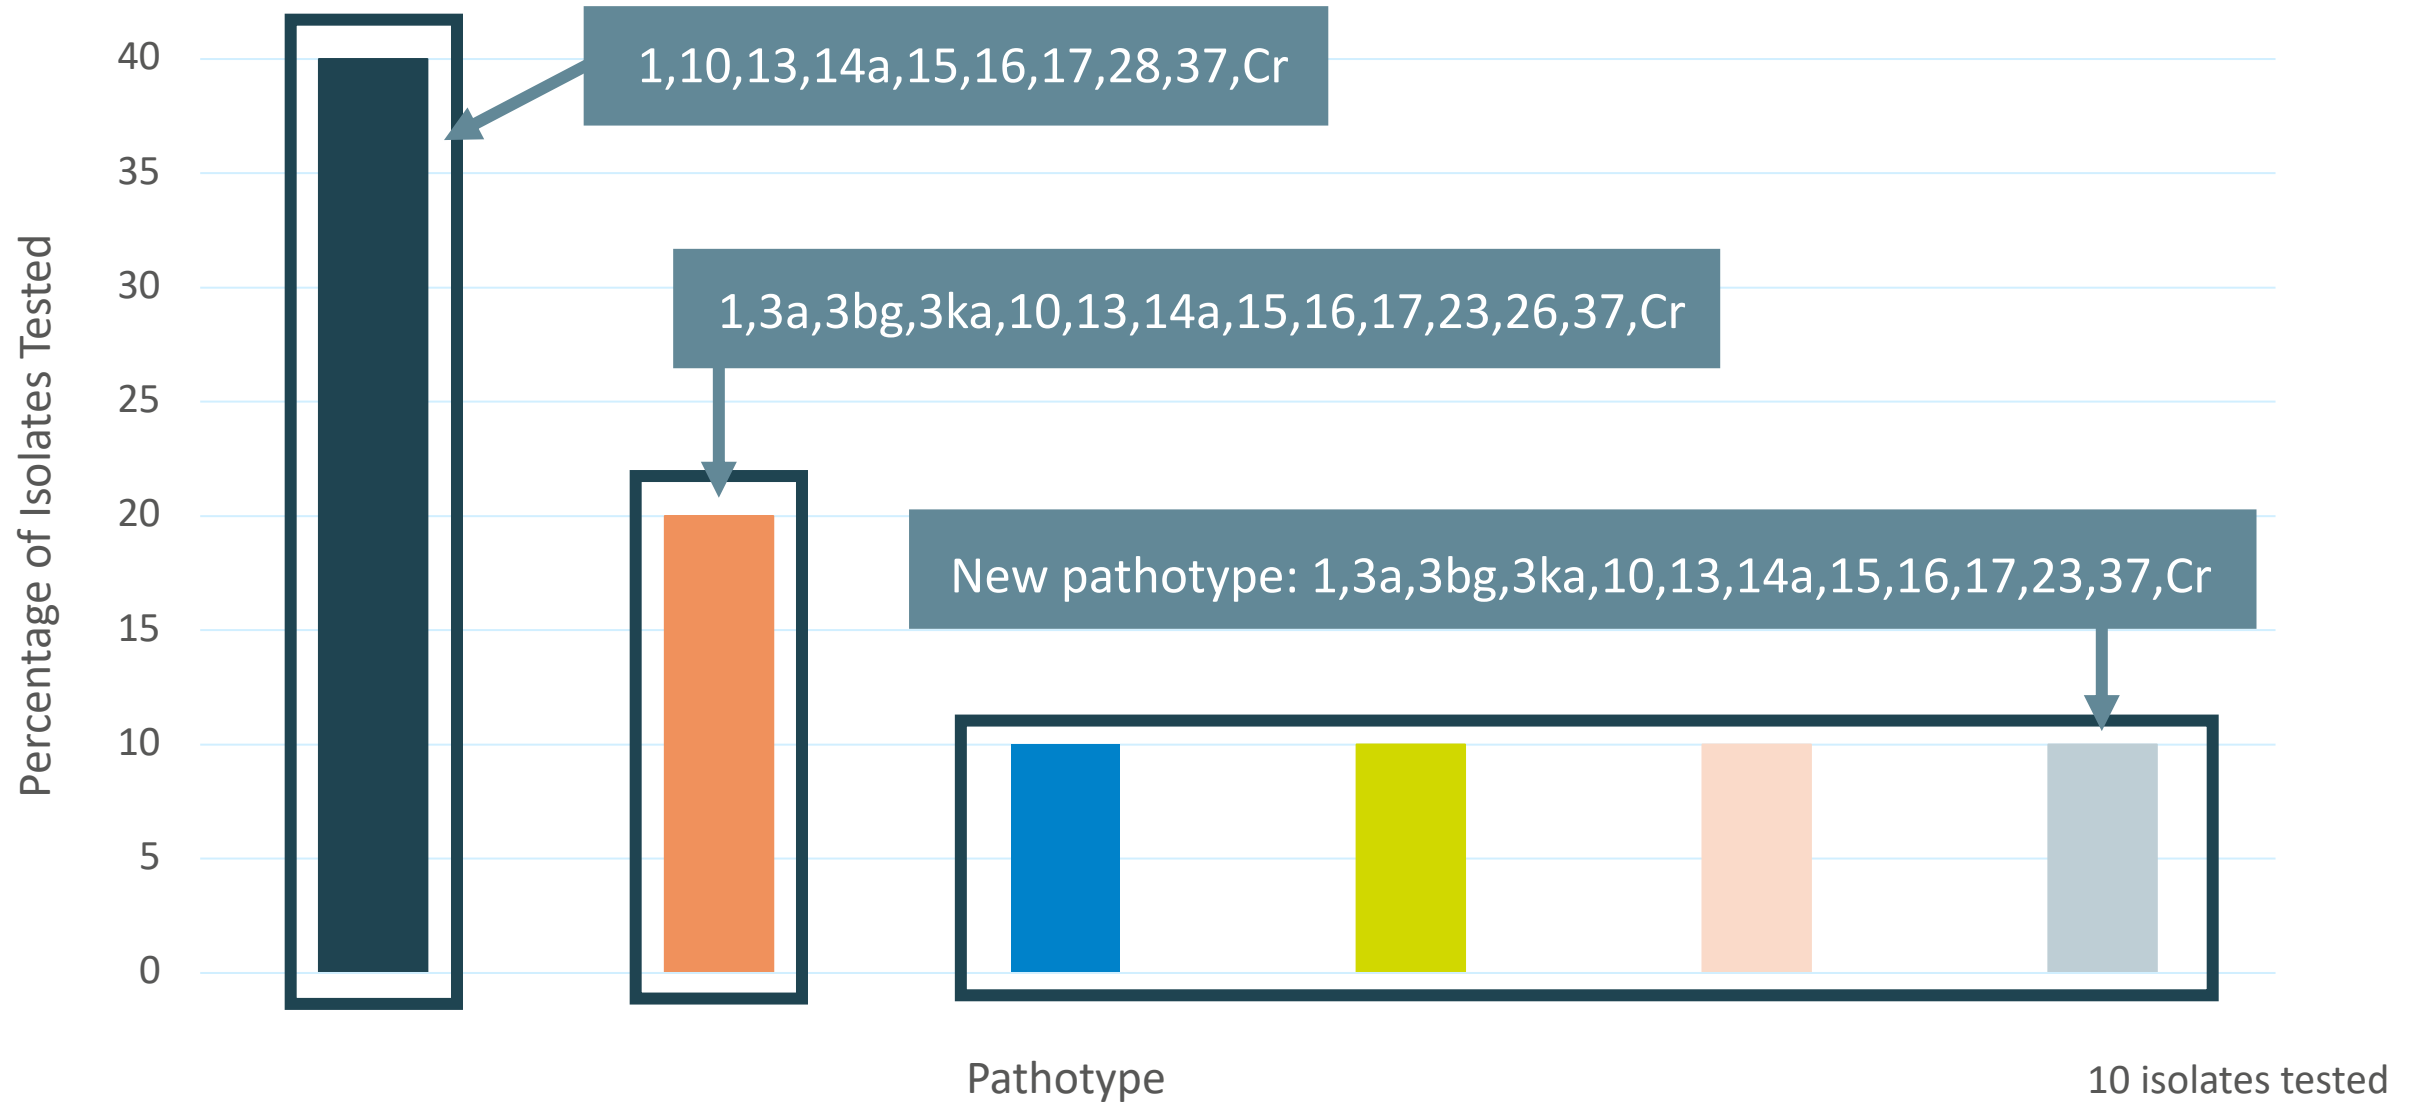 1,10,13,14a,15,16,17,28,37,Cr
1,3a,3bg,3ka,10,13,14a,15,16,17,23,26,37,Cr
New pathotype: 1,3a,3bg,3ka,10,13,14a,15,16,17,23,37,Cr
Percentage of Isolates Tested
40
35
30
25
20
15
10
5
0
Pathotype
10 isolates tested